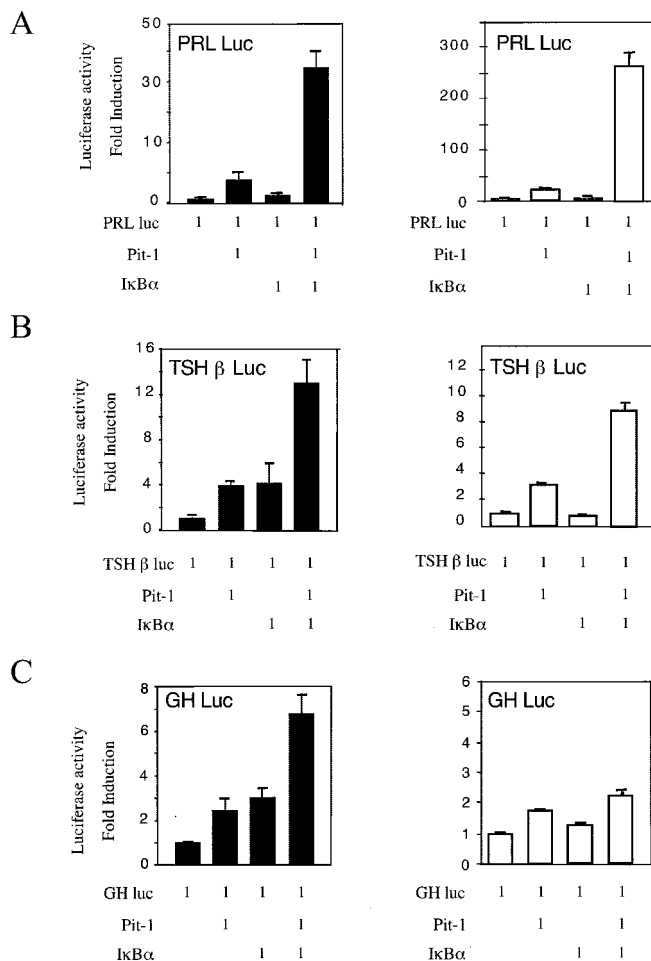 A
Luciferase activity
Fold Induction
50
30
10
0
PRL Luc
PRL luc 1 1 1 1
Pit-1 1 1
IκBα 1 1
300
200
100
0
PRL Luc
1 1 1 1
PRL luc
Pit-1 1 1
IκBα 1 1
B
Luciferase activity
Fold Induction
16
12
8
4
0
TSH β Luc
TSH β luc 1 1 1 1
Pit-1 1 1
IκBα 1 1
12
10
8
6
4
2
0
TSH β Luc
TSH β luc 1 1 1 1
Pit-1 1 1
IκBα 1 1
C
Luciferase activity
Fold Induction
8
6
4
2
0
GH Luc
GH luc 1 1 1 1
Pit-1 1 1
IκBα 1 1
6
5
4
3
2
1
0
GH Luc
GH luc 1 1 1 1
Pit-1 1 1
IκBα 1 1